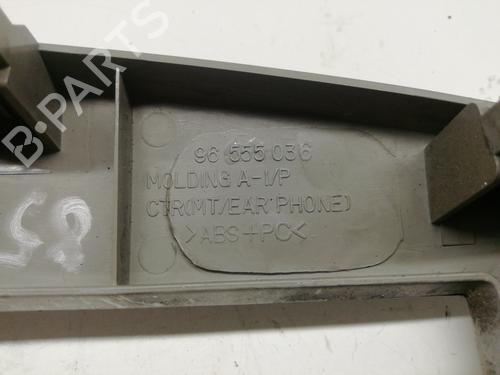 B-PARTS
96 555 036
MOLDING A-I/P
CTR(MT/EAR'PHONE)
>ABS+PC<